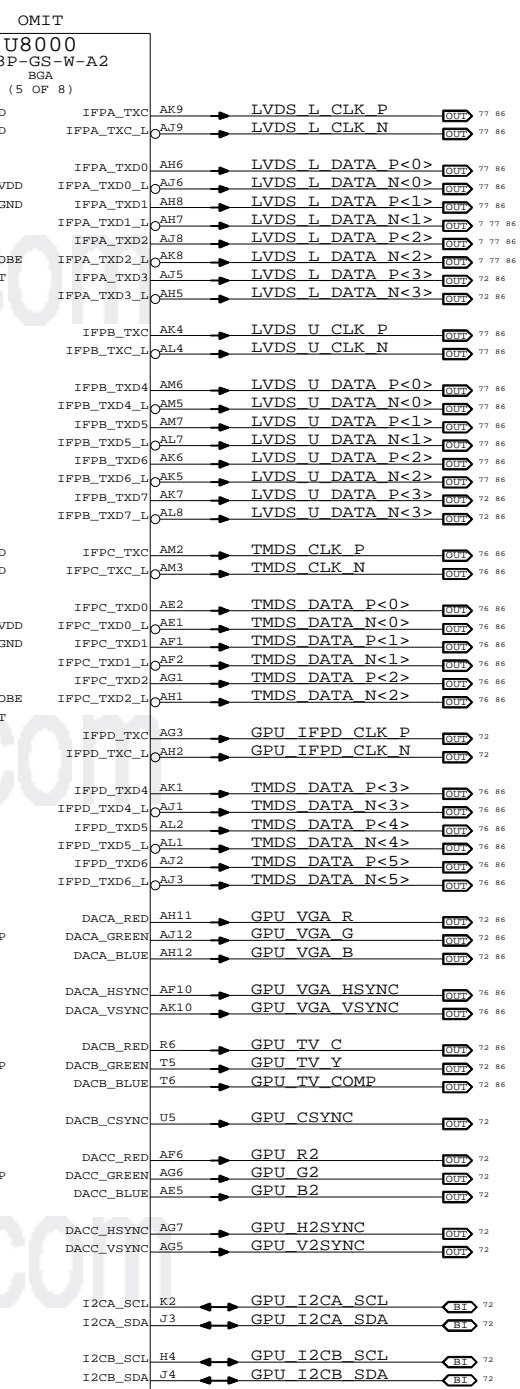 OMIT
U8000
P-GS-W-A2
BGA
(5 OF 8)
D IFPA_TXC AK9 LVDS_L_CLK_P OUT 77 86
D IFPA_TXC_L AJ9 LVDS_L_CLK_N OUT 77 86
IFPA_TXD0 AH6 LVDS_L_DATA_P<0> OUT 77 86
VDD IFPA_TXD0_L AJ6 LVDS_L_DATA_N<0> OUT 77 86
GND IFPA_TXD1 AH8 LVDS_L_DATA_P<1> OUT 77 86
IFPA_TXD1_L AH7 LVDS_L_DATA_N<1> OUT 7 77 86
IFPA_TXD2 AJ8 LVDS_L_DATA_P<2> OUT 7 77 86
OBE IFPA_TXD2_L AK8 LVDS_L_DATA_N<2> OUT 7 77 86
T IFPA_TXD3 AJ5 LVDS_L_DATA_P<3> OUT 72 86
IFPA_TXD3_L AH5 LVDS_L_DATA_N<3> OUT 72 86
IFPB_TXC AK4 LVDS_U_CLK_P OUT 77 86
IFPB_TXC_L AL4 LVDS_U_CLK_N OUT 77 86
IFPB_TXD4 AM6 LVDS_U_DATA_P<0> OUT 77 86
IFPB_TXD4_L AM5 LVDS_U_DATA_N<0> OUT 77 86
IFPB_TXD5 AM7 LVDS_U_DATA_P<1> OUT 77 86
IFPB_TXD5_L AL7 LVDS_U_DATA_N<1> OUT 77 86
IFPB_TXD6 AK6 LVDS_U_DATA_P<2> OUT 77 86
IFPB_TXD6_L AK5 LVDS_U_DATA_N<2> OUT 77 86
IFPB_TXD7 AK7 LVDS_U_DATA_P<3> OUT 72 86
IFPB_TXD7_L AL8 LVDS_U_DATA_N<3> OUT 72 86
D IFPC_TXC AM2 TMDS_CLK_P OUT 76 86
D IFPC_TXC_L AM3 TMDS_CLK_N OUT 76 86
IFPC_TXD0 AE2 TMDS_DATA_P<0> OUT 76 86
VDD IFPC_TXD0_L AE1 TMDS_DATA_N<0> OUT 76 86
GND IFPC_TXD1 AF1 TMDS_DATA_P<1> OUT 76 86
IFPC_TXD1_L AF2 TMDS_DATA_N<1> OUT 76 86
IFPC_TXD2 AG1 TMDS_DATA_P<2> OUT 76 86
OBE IFPC_TXD2_L AH1 TMDS_DATA_N<2> OUT 76 86
T
IFPD_TXC AG3 GPU_IFPD_CLK_P OUT 72
IFPD_TXC_L AH2 GPU_IFPD_CLK_N OUT 72
IFPD_TXD4 AK1 TMDS_DATA_P<3> OUT 76 86
IFPD_TXD4_L AJ1 TMDS_DATA_N<3> OUT 76 86
IFPD_TXD5 AL2 TMDS_DATA_P<4> OUT 76 86
IFPD_TXD5_L AL1 TMDS_DATA_N<4> OUT 76 86
IFPD_TXD6 AJ2 TMDS_DATA_P<5> OUT 76 86
IFPD_TXD6_L AJ3 TMDS_DATA_N<5> OUT 76 86
DACA_RED AH11 GPU_VGA_R OUT 72 86
P DACA_GREEN AJ12 GPU_VGA_G OUT 72 86
DACA_BLUE AH12 GPU_VGA_B OUT 72 86
DACA_HSYNC AF10 GPU_VGA_HSYNC OUT 76 86
DACA_VSYNC AK10 GPU_VGA_VSYNC OUT 76 86
DACB_RED R6 GPU_TV_C OUT 72 86
P DACB_GREEN T5 GPU_TV_Y OUT 72 86
DACB_BLUE T6 GPU_TV_COMP OUT 72 86
DACB_CSYNC U5 GPU_CSYNC OUT 72
DACC_RED AF6 GPU_R2 OUT 72
P DACC_GREEN AG6 GPU_G2 OUT 72
DACC_BLUE AE5 GPU_B2 OUT 72
DACC_HSYNC AG7 GPU_H2SYNC OUT 72
DACC_VSYNC AG5 GPU_V2SYNC OUT 72
I2CA_SCL K2 GPU_I2CA_SCL BI 72
I2CA_SDA J3 GPU_I2CA_SDA BI 72
I2CB_SCL H4 GPU_I2CB_SCL BI 72
I2CB_SDA J4 GPU_I2CB_SDA BI 72
com
com
com